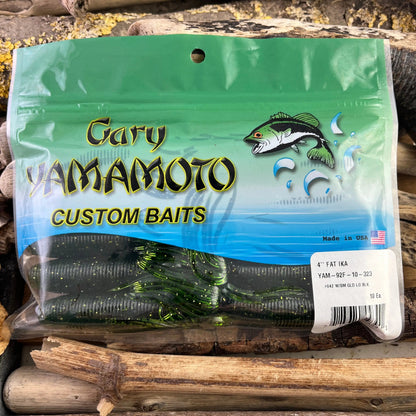 Gary
YAMAMOTO
CUSTOM BAITS
Made in USA
4" FAT IKA
YAM-92F-10-323
10 Ea